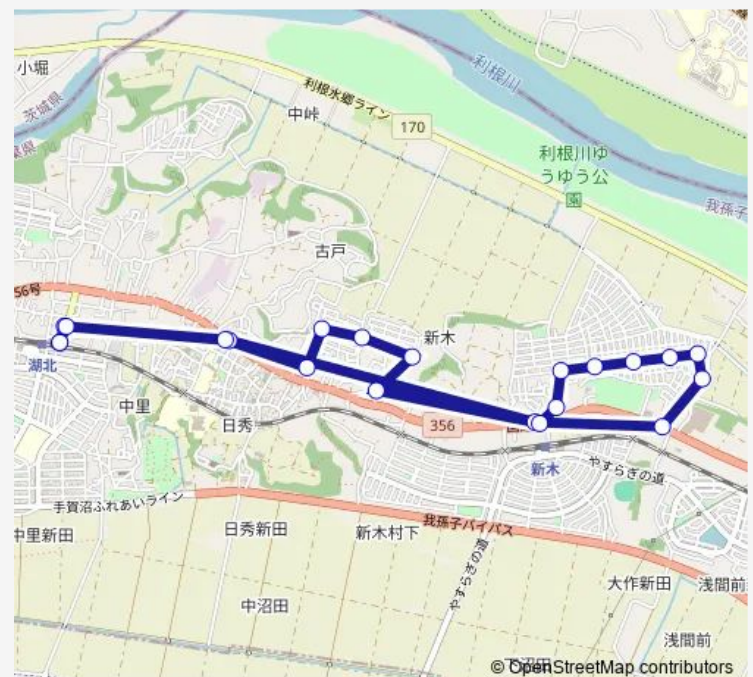 小堀
茨城県
利根水郷ライン
中峠
170
利根川
利根川ゆ
うゆう公
園
我孫子
古戸
56号
新木
湖北
中里
日秀
356
新木
やすらぎの道
手賀沼ふれあいライン
中里新田
日秀新田
新木村下
我孫子バイパス
やすらぎの道
大作新田
浅間前
中沼田
浅間前
下沼田
© OpenStreetMap contributors